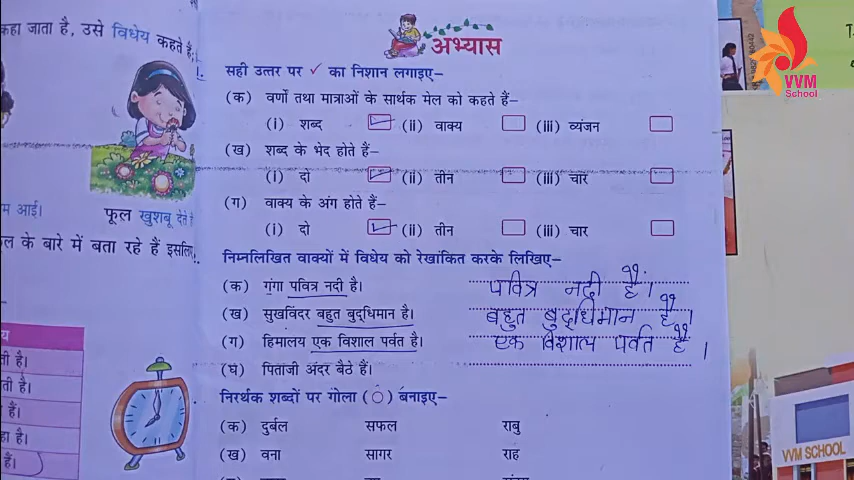 कहा जाता है, उसे विधेय कहते हैं,
म आई।
फूल खुशबू देते है
ल के बारे में बता रहे हैं इसलिए
य
ती है।
ती है।
हैं।
हा है।
हैं।
अभ्यास
1. सही उत्तर पर ✓ का निशान लगाइए–
(क) वर्णों तथा मात्राओं के सार्थक मेल को कहते हैं–
(i) शब्द (ii) वाक्य (iii) व्यंजन
(ख) शब्द के भेद होते हैं–
(i) दो (ii) तीन (iii) चार
(ग) वाक्य के अंग होते हैं–
(i) दो (ii) तीन (iii) चार
निम्नलिखित वाक्यों में विधेय को रेखांकित करके लिखिए–
(क) गंगा पवित्र नदी है। पवित्र नदी है।
(ख) सुखविंदर बहुत बुद्धिमान है। बहुत बुद्धिमान है।
(ग) हिमालय एक विशाल पर्वत है। एक विशाल पर्वत है।
(घ) पिताजी अंदर बैठे हैं।
निरर्थक शब्दों पर गोला (○) बनाइए–
(क) दुर्बल सफल राबु
(ख) वना सागर राह
VVM
School
VVM SCHOOL